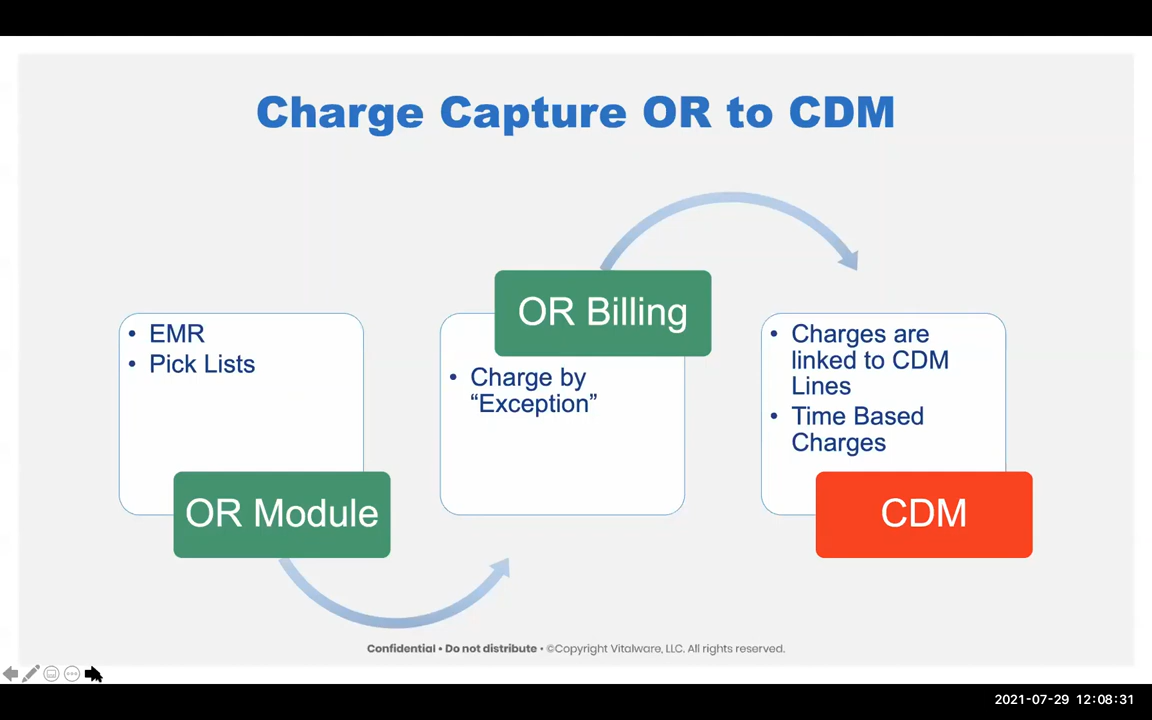 Charge Capture OR to CDM
• EMR
• Pick Lists
OR Module
OR Billing
• Charge by
“Exception”
• Charges are
linked to CDM
Lines
• Time Based
Charges
CDM
Confidential • Do not distribute • ©Copyright Vitalware, LLC. All rights reserved.
2021-07-29 12:08:31